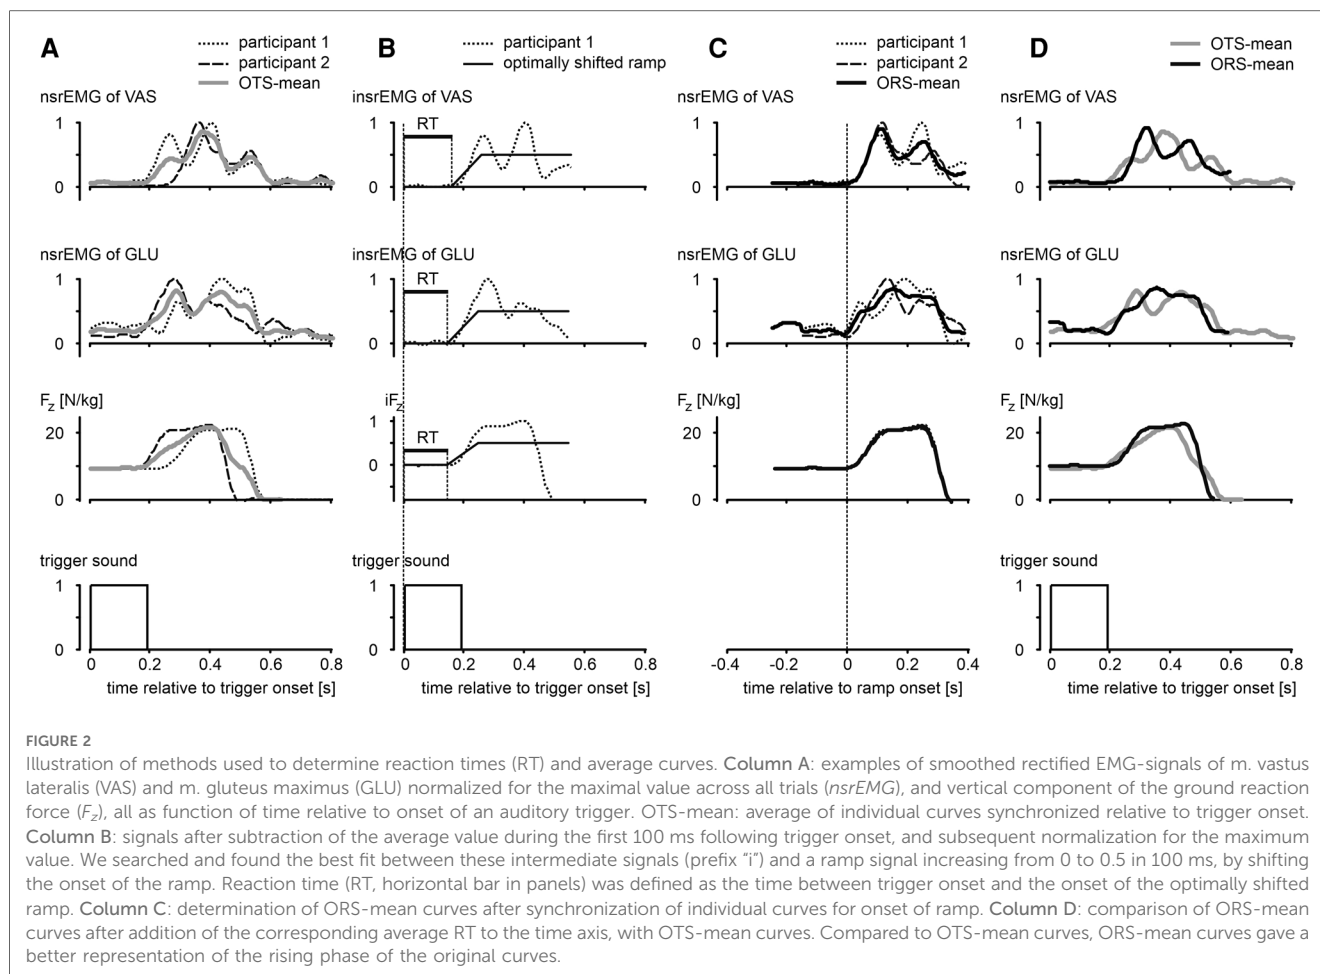 A
participant 1
participant 2
OTS-mean
nsrEMG of VAS
1
0
nsrEMG of GLU
1
0
Fz [N/kg]
20
0
trigger sound
1
0
0 0.2 0.4 0.6 0.8
time relative to trigger onset [s]
B
participant 1
optimally shifted ramp
insrEMG of VAS
RT
1
0
insrEMG of GLU
RT
1
0
iFz
RT
1
0
trigger sound
1
0
0 0.2 0.4 0.6 0.8
time relative to trigger onset [s]
C
participant 1
participant 2
ORS-mean
nsrEMG of VAS
1
0
nsrEMG of GLU
1
0
Fz [N/kg]
20
0
-0.4 -0.2 0 0.2 0.4
time relative to ramp onset [s]
D
OTS-mean
ORS-mean
nsrEMG of VAS
1
0
nsrEMG of GLU
1
0
Fz [N/kg]
20
0
trigger sound
1
0
0 0.2 0.4 0.6 0.8
time relative to trigger onset [s]
FIGURE 2
Illustration of methods used to determine reaction times (RT) and average curves. Column A: examples of smoothed rectified EMG-signals of m. vastus
lateralis (VAS) and m. gluteus maximus (GLU) normalized for the maximal value across all trials (nsrEMG), and vertical component of the ground reaction
force (Fz), all as function of time relative to onset of an auditory trigger. OTS-mean: average of individual curves synchronized relative to trigger onset.
Column B: signals after subtraction of the average value during the first 100 ms following trigger onset, and subsequent normalization for the maximum
value. We searched and found the best fit between these intermediate signals (prefix “i”) and a ramp signal increasing from 0 to 0.5 in 100 ms, by shifting
the onset of the ramp. Reaction time (RT, horizontal bar in panels) was defined as the time between trigger onset and the onset of the optimally shifted
ramp. Column C: determination of ORS-mean curves after synchronization of individual curves for onset of ramp. Column D: comparison of ORS-mean
curves after addition of the corresponding average RT to the time axis, with OTS-mean curves. Compared to OTS-mean curves, ORS-mean curves gave a
better representation of the rising phase of the original curves.